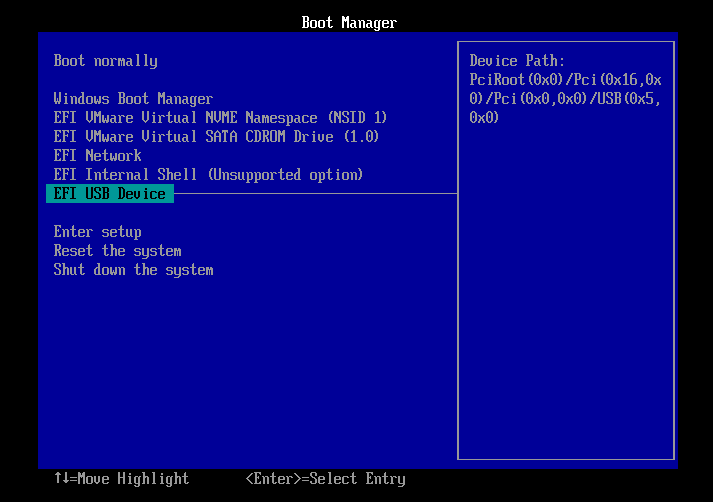 Boot Manager
Boot normally
Windows Boot Manager
EFI VMware Virtual NVME Namespace (NSID 1)
EFI VMware Virtual SATA CDROM Drive (1.0)
EFI Network
EFI Internal Shell (Unsupported option)
EFI USB Device
Enter setup
Reset the system
Shut down the system
Device Path:
PciRoot(0x0)/Pci(0x16,0x
0)/Pci(0x0,0x0)/USB(0x5,
0x0)
↑↓=Move Highlight <Enter>=Select Entry